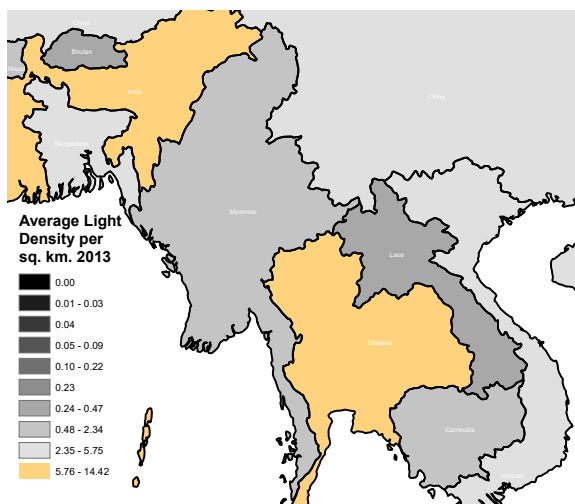 China
Bhutan
Nepal
India
China
Bangladesh
Myanmar
Laos
Thailand
Cambodia
Vietnam
Average Light
Density per
sq. km. 2013
0.00
0.01 - 0.03
0.04
0.05 - 0.09
0.10 - 0.22
0.23
0.24 - 0.47
0.48 - 2.34
2.35 - 5.75
5.76 - 14.42